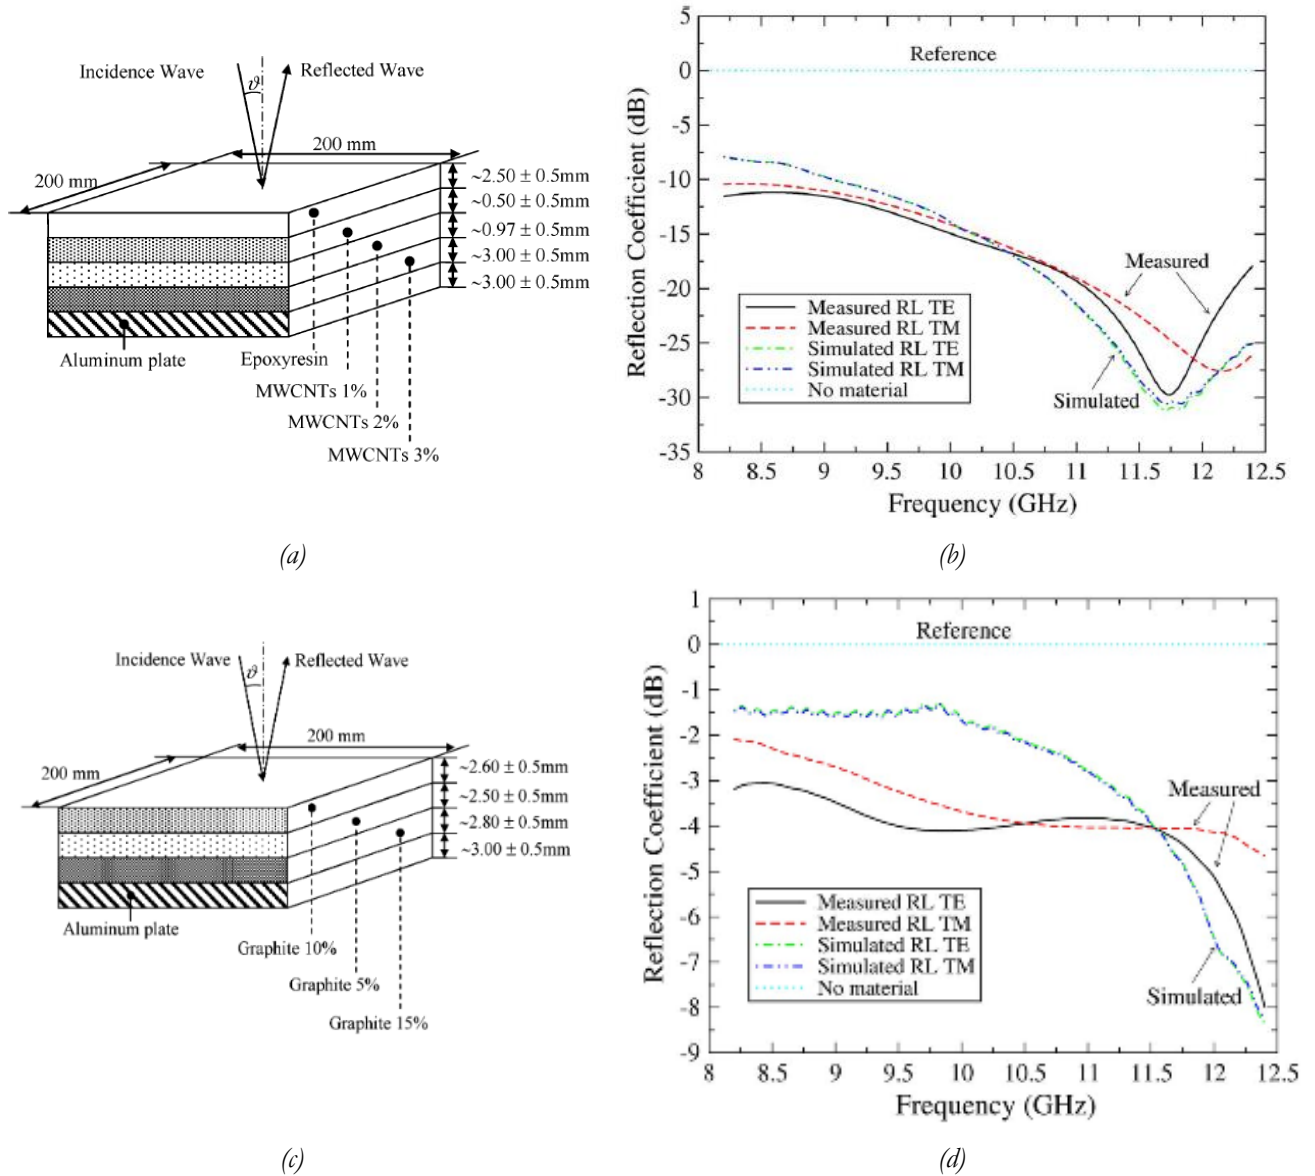 Incidence Wave
ϑ
Reflected Wave
200 mm
200 mm
~2.50 ± 0.5mm
~0.50 ± 0.5mm
~0.97 ± 0.5mm
~3.00 ± 0.5mm
~3.00 ± 0.5mm
Aluminum plate
Epoxyresin
MWCNTs 1%
MWCNTs 2%
MWCNTs 3%
(a)
Reflection Coefficient (dB)
5
0
-5
-10
-15
-20
-25
-30
-35
Reference
Measured
Simulated
Measured RL TE
Measured RL TM
Simulated RL TE
Simulated RL TM
No material
8 8.5 9 9.5 10 10.5 11 11.5 12 12.5
Frequency (GHz)
(b)
Incidence Wave
ϑ
Reflected Wave
200 mm
200 mm
~2.60 ± 0.5mm
~2.50 ± 0.5mm
~2.80 ± 0.5mm
~3.00 ± 0.5mm
Aluminum plate
Graphite 10%
Graphite 5%
Graphite 15%
(c)
Reflection Coefficient (dB)
1
0
-1
-2
-3
-4
-5
-6
-7
-8
-9
Reference
Measured
Simulated
Measured RL TE
Measured RL TM
Simulated RL TE
Simulated RL TM
No material
8 8.5 9 9.5 10 10.5 11 11.5 12 12.5
Frequency (GHz)
(d)